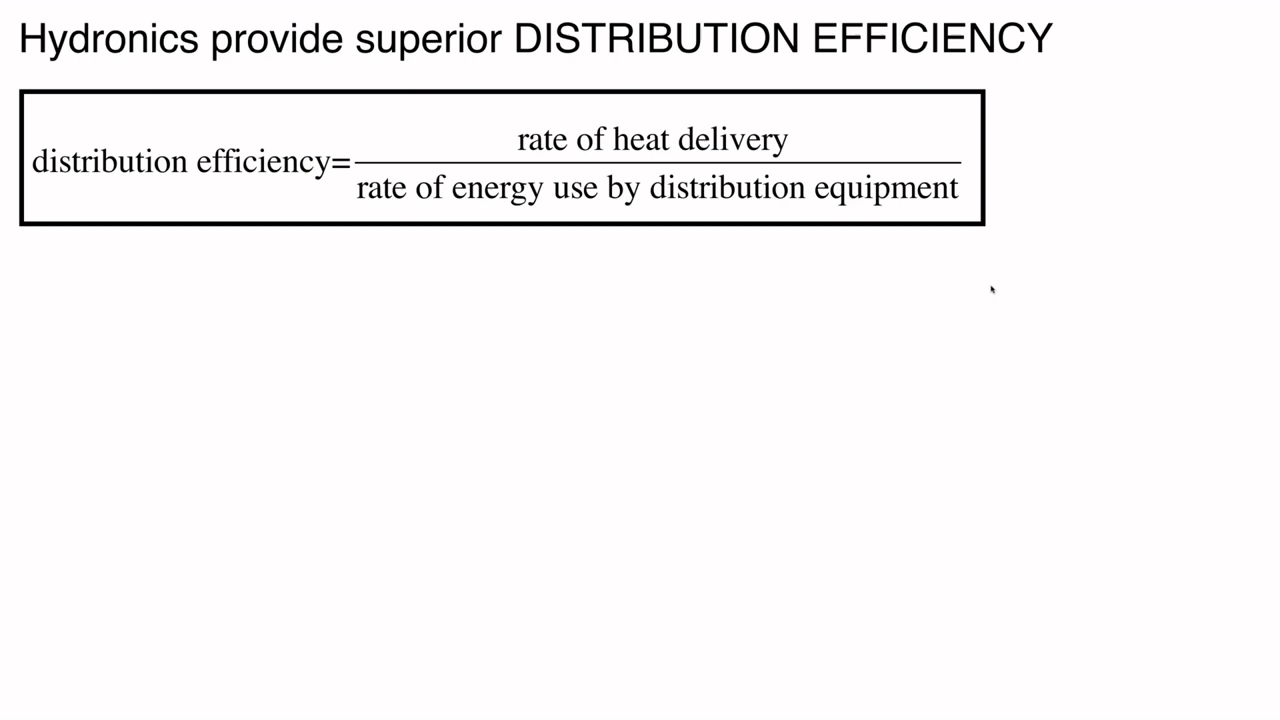 Hydronics provide superior DISTRIBUTION EFFICIENCY
rate of heat delivery
distribution efficiency=
rate of energy use by distribution equipment